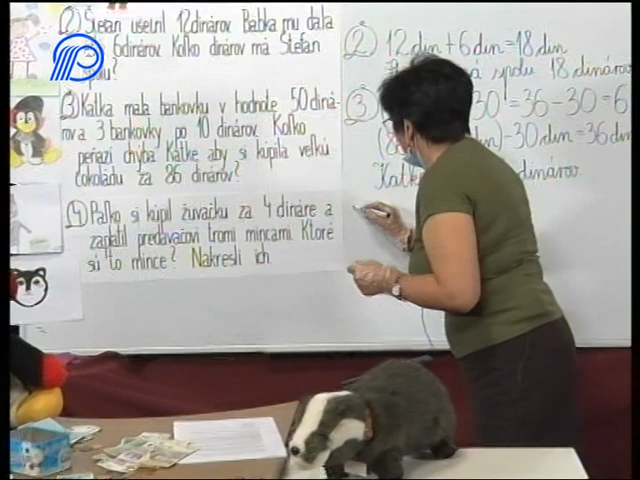 2 Štefan ušetril 12 dinárov Babka mu dala
6 dinárov Koľko dinárov má Štefan
spolu?
3 Katka mala bankovku v hodnote 50 diná-
rov a 3 bankovky po 10 dinárov. Koľko
peňazí chýba Katke aby si kúpila veľkú
čokoládu za 86 dinárov?
4 Paľko si kúpil žuvačku za 4 dináre a
zaplatil predavačovi tromi mincami Ktoré
sú to mince? Nakresli ich
2 12 din + 6 din = 18 din
má spolu 18 dinárov
3 30 = 36 - 30 = 6
) - 30 din = 36 din
dinárov